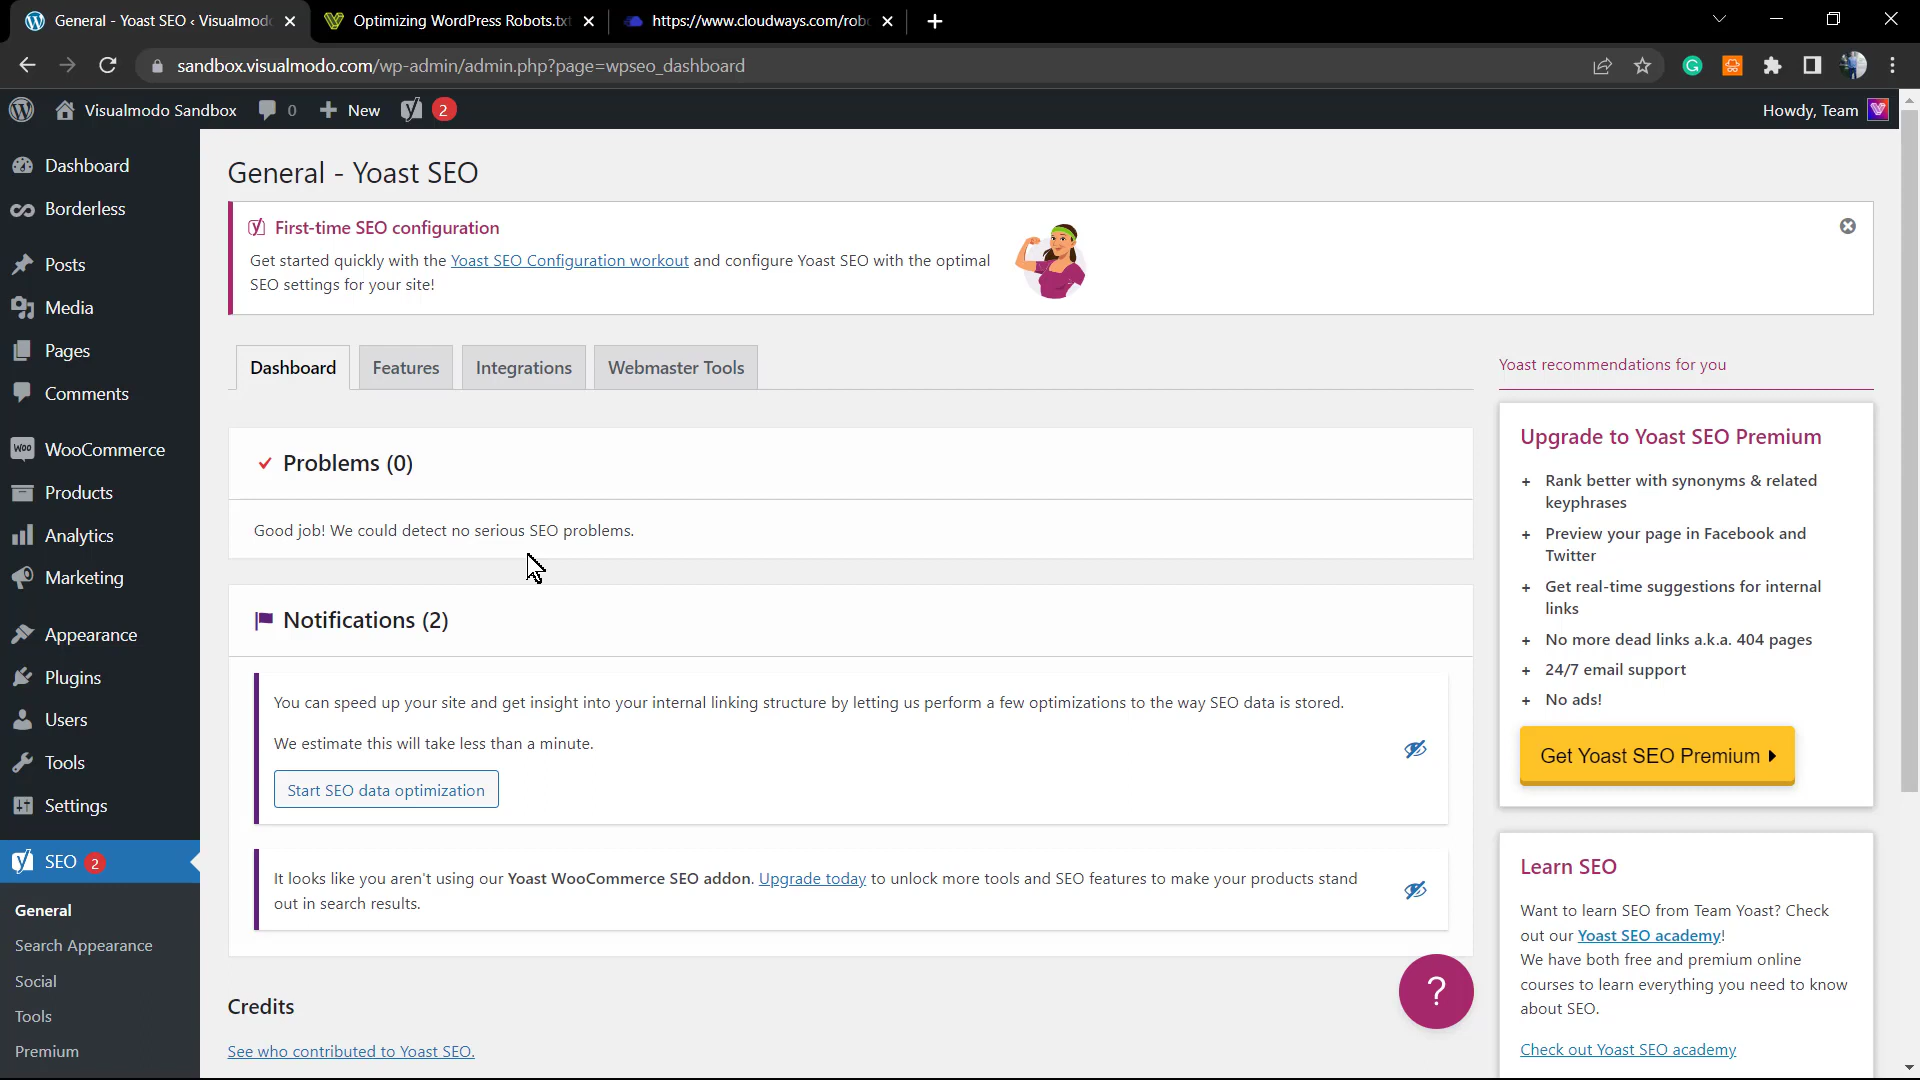 General - Yoast SEO ‹ Visualmod
Optimizing WordPress Robots.txt
https://www.cloudways.com/rob
sandbox.visualmodo.com/wp-admin/admin.php?page=wpseo_dashboard
Visualmodo Sandbox
0
New
2
Howdy, Team
Dashboard
Borderless
Posts
Media
Pages
Comments
WooCommerce
Products
Analytics
Marketing
Appearance
Plugins
Users
Tools
Settings
SEO 2
General
Search Appearance
Social
Tools
Premium
General - Yoast SEO
First-time SEO configuration
Get started quickly with the Yoast SEO Configuration workout and configure Yoast SEO with the optimal
SEO settings for your site!
Dashboard
Features
Integrations
Webmaster Tools
Problems (0)
Good job! We could detect no serious SEO problems.
Notifications (2)
You can speed up your site and get insight into your internal linking structure by letting us perform a few optimizations to the way SEO data is stored.
We estimate this will take less than a minute.
Start SEO data optimization
It looks like you aren't using our Yoast WooCommerce SEO addon. Upgrade today to unlock more tools and SEO features to make your products stand
out in search results.
Credits
See who contributed to Yoast SEO.
?
Yoast recommendations for you
Upgrade to Yoast SEO Premium
+ Rank better with synonyms & related
keyphrases
+ Preview your page in Facebook and
Twitter
+ Get real-time suggestions for internal
links
+ No more dead links a.k.a. 404 pages
+ 24/7 email support
+ No ads!
Get Yoast SEO Premium
Learn SEO
Want to learn SEO from Team Yoast? Check
out our Yoast SEO academy!
We have both free and premium online
courses to learn everything you need to know
about SEO.
Check out Yoast SEO academy